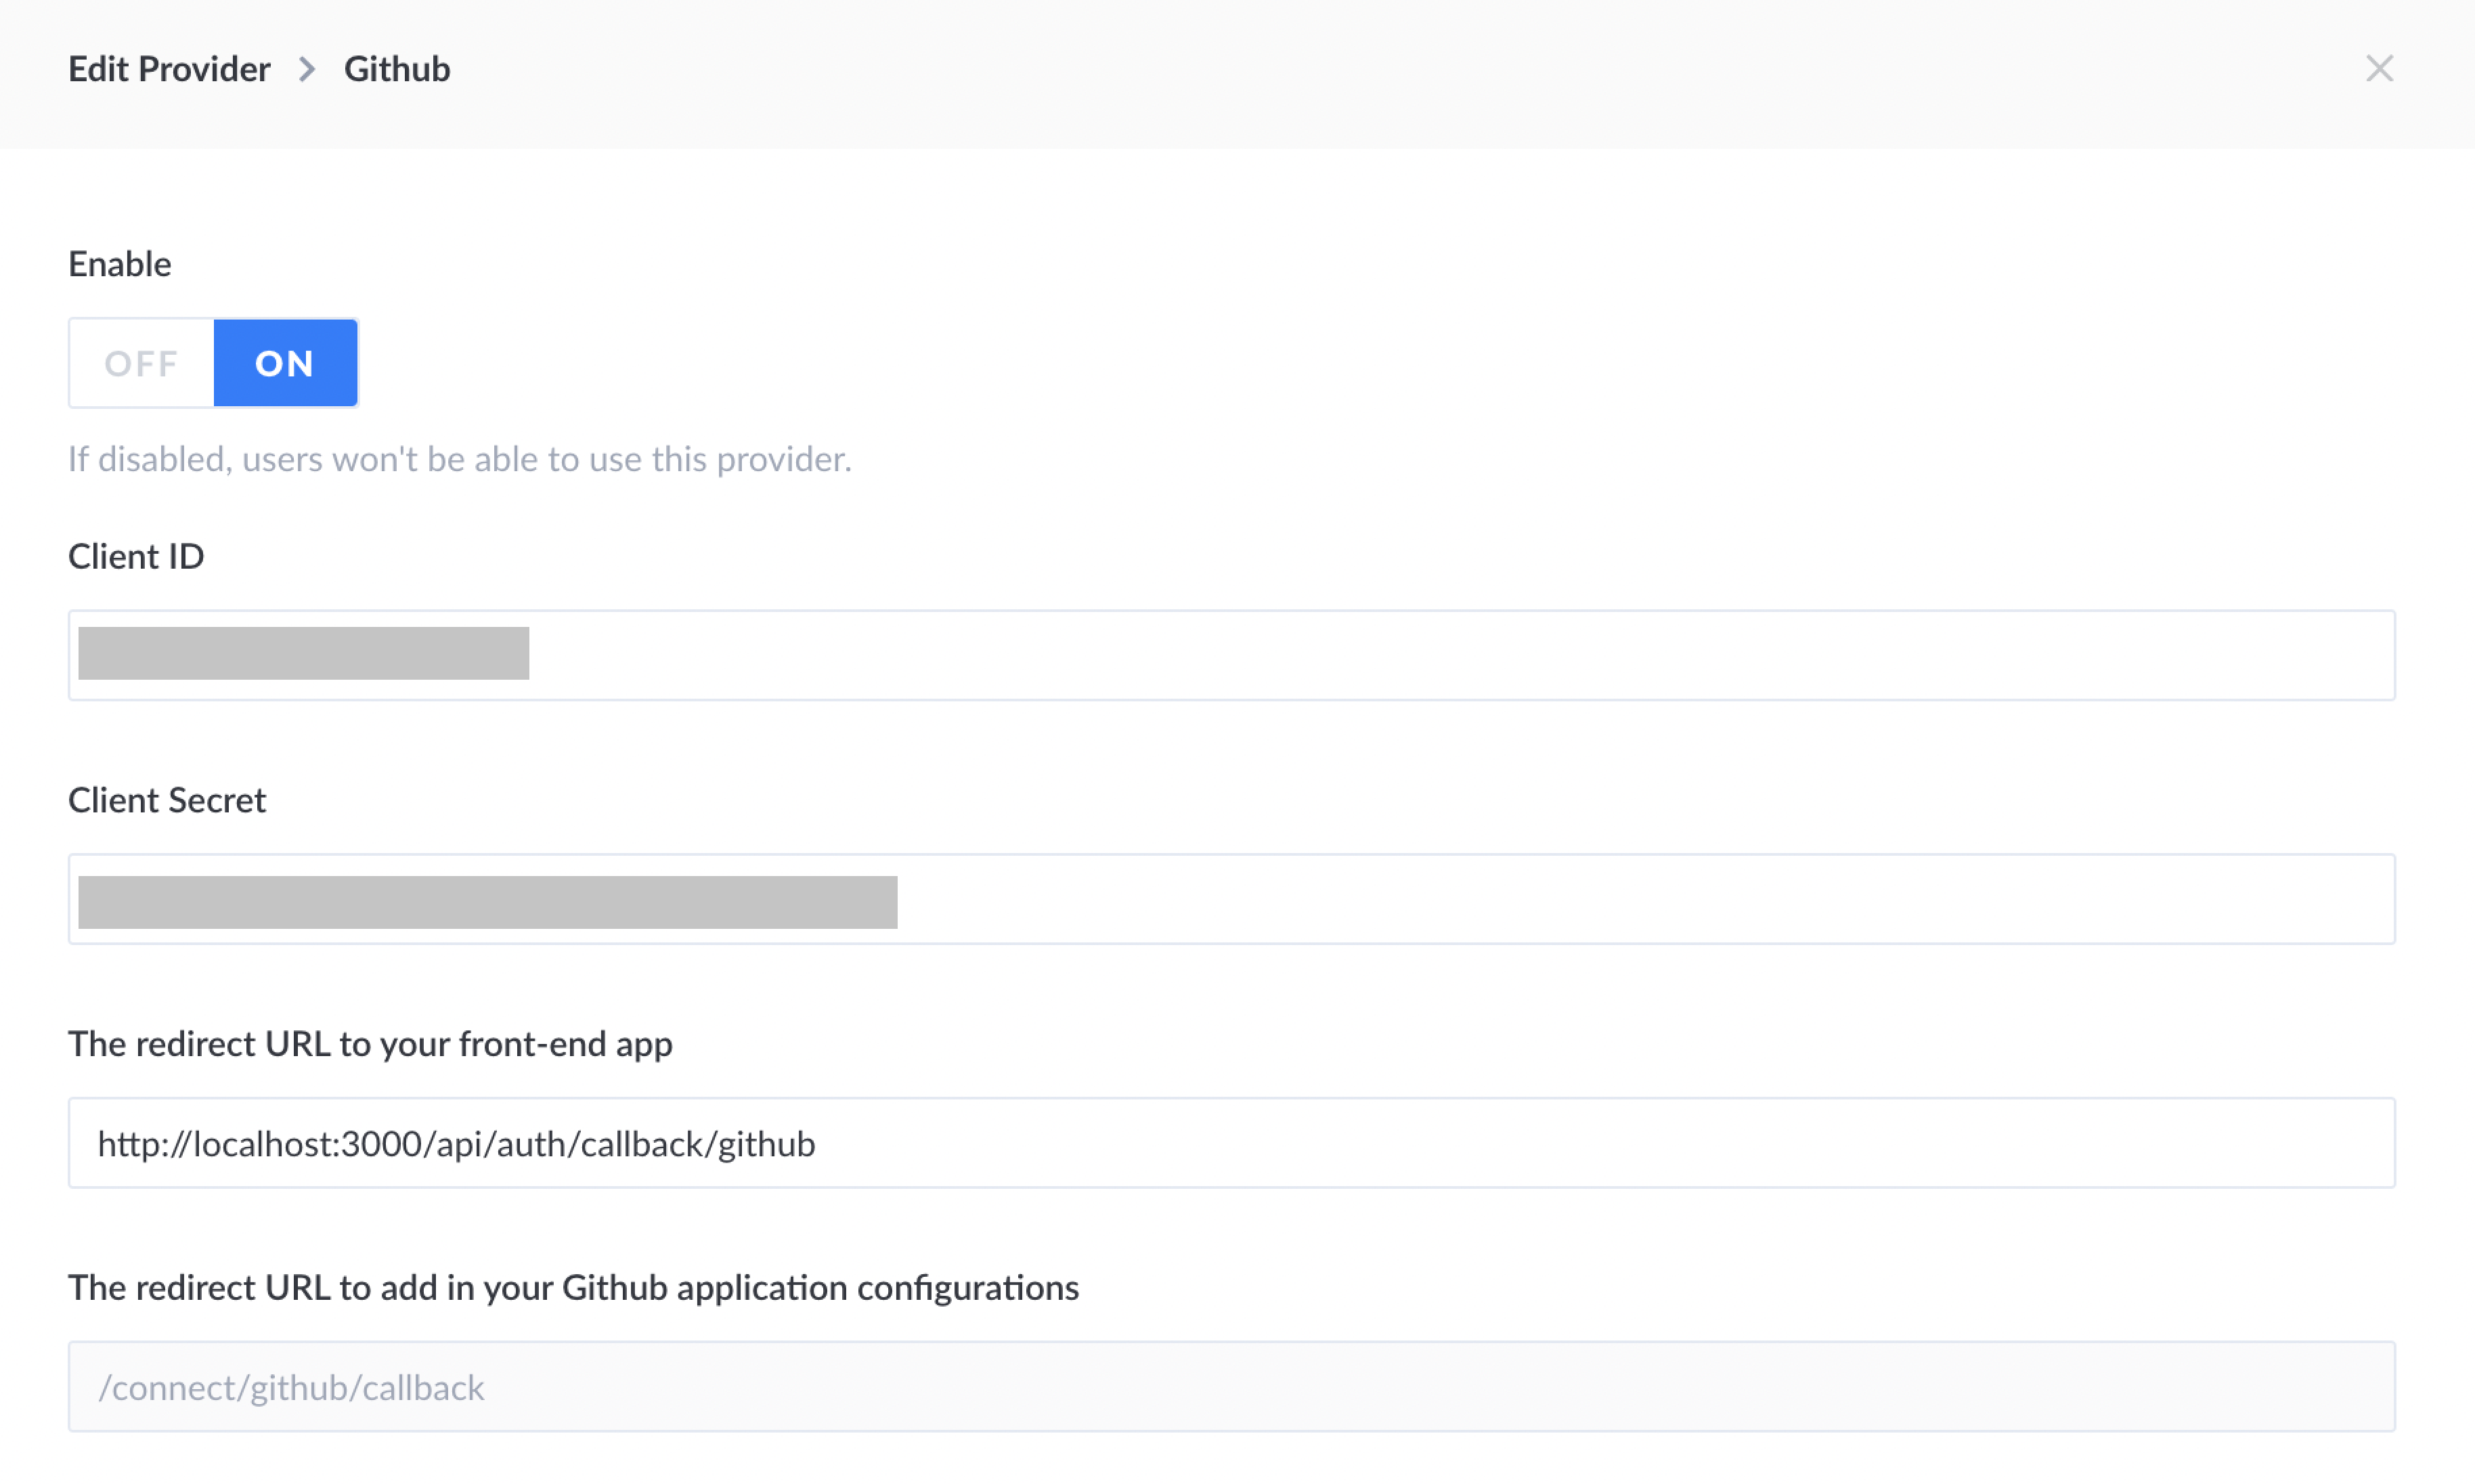 Edit Provider > Github
Enable
OFF ON
If disabled, users won't be able to use this provider.
Client ID
Client Secret
The redirect URL to your front-end app
http://localhost:3000/api/auth/callback/github
The redirect URL to add in your Github application configurations
/connect/github/callback